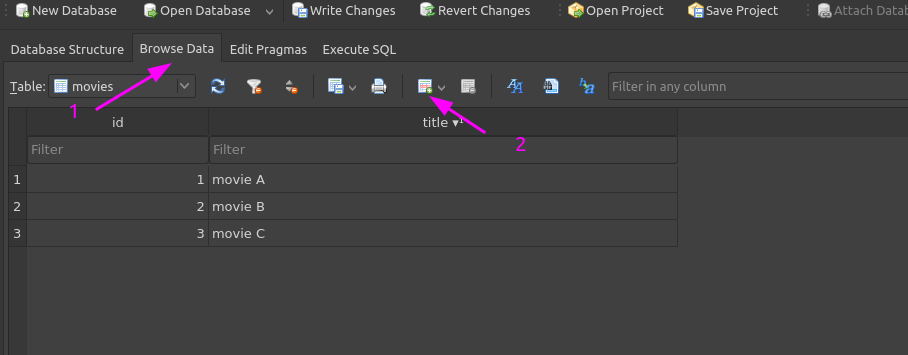 New Database Open Database Write Changes Revert Changes Open Project Save Project Attach Datab
Database Structure Browse Data Edit Pragmas Execute SQL
Table: movies Filter in any column
1
2
id title 1
Filter Filter
1 1 movie A
2 2 movie B
3 3 movie C